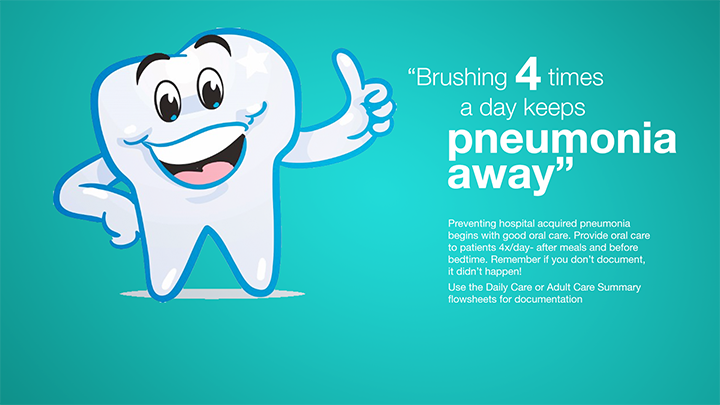 “Brushing 4 times
a day keeps
pneumonia
away”
Preventing hospital acquired pneumonia
begins with good oral care. Provide oral care
to patients 4x/day- after meals and before
bedtime. Remember if you don’t document,
it didn’t happen!
Use the Daily Care or Adult Care Summary
flowsheets for documentation